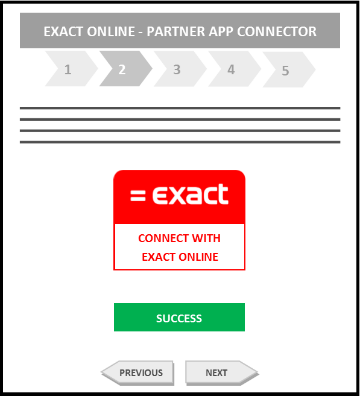 EXACT ONLINE - PARTNER APP CONNECTOR
1 2 3 4 5
= exact
CONNECT WITH
EXACT ONLINE
SUCCESS
PREVIOUS NEXT